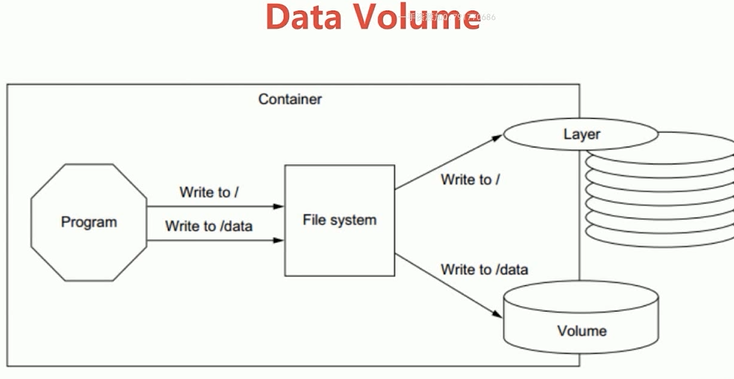 Data Volume
Container
Layer
Write to /
Write to /
Program
Write to /data
File system
Write to /data
Volume